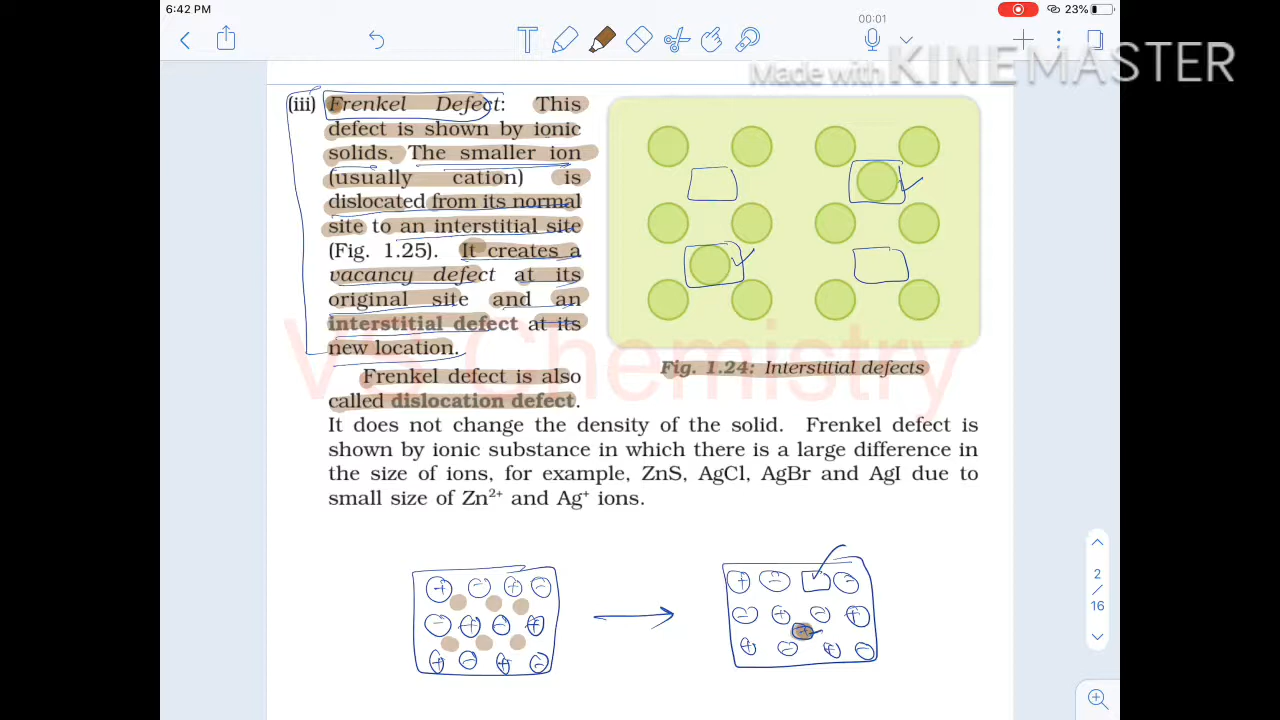 6:42 PM
23%
00:01
Made with KINEMASTER
(iii) Frenkel Defect: This
defect is shown by ionic
solids. The smaller ion
(usually cation) is
dislocated from its normal
site to an interstitial site
(Fig. 1.25). It creates a
vacancy defect at its
original site and an
interstitial defect at its
new location.
Frenkel defect is also
called dislocation defect.
Fig. 1.24: Interstitial defects
VS Chemistry
It does not change the density of the solid. Frenkel defect is
shown by ionic substance in which there is a large difference in
the size of ions, for example, ZnS, AgCl, AgBr and AgI due to
small size of Zn²⁺ and Ag⁺ ions.
+ − + −
− + − +
+ − + −
+ − −
− + − +
+
+ − + −
2
/
16